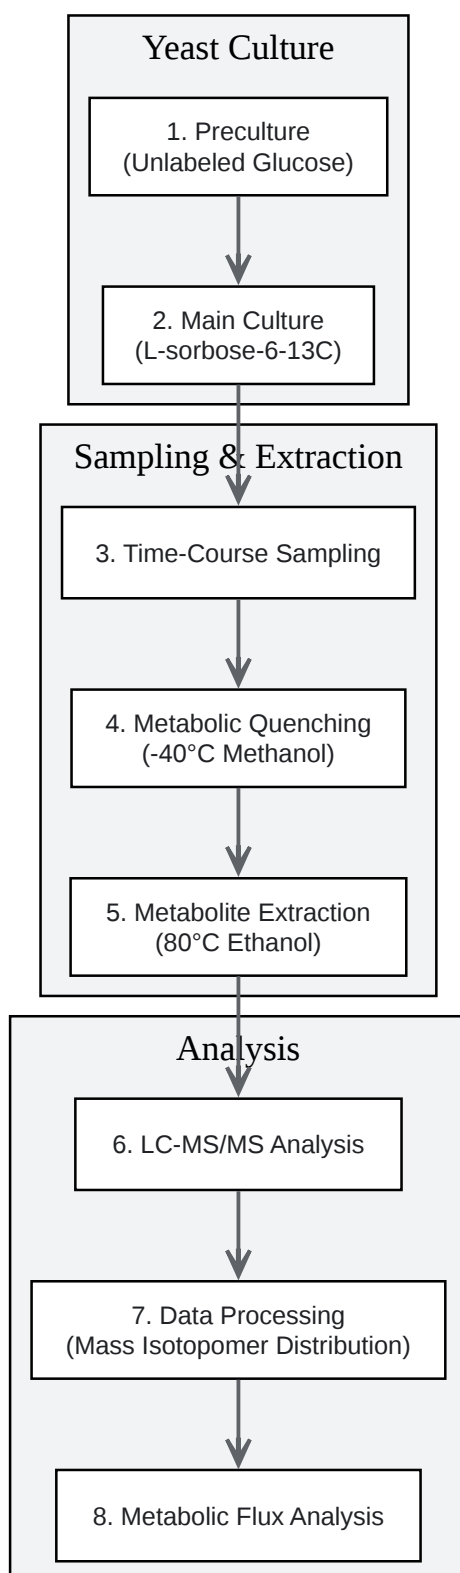 Yeast Culture
1. Preculture
(Unlabeled Glucose)
2. Main Culture
(L-sorbose-6-13C)
Sampling & Extraction
3. Time-Course Sampling
4. Metabolic Quenching
(-40°C Methanol)
5. Metabolite Extraction
(80°C Ethanol)
Analysis
6. LC-MS/MS Analysis
7. Data Processing
(Mass Isotopomer Distribution)
8. Metabolic Flux Analysis